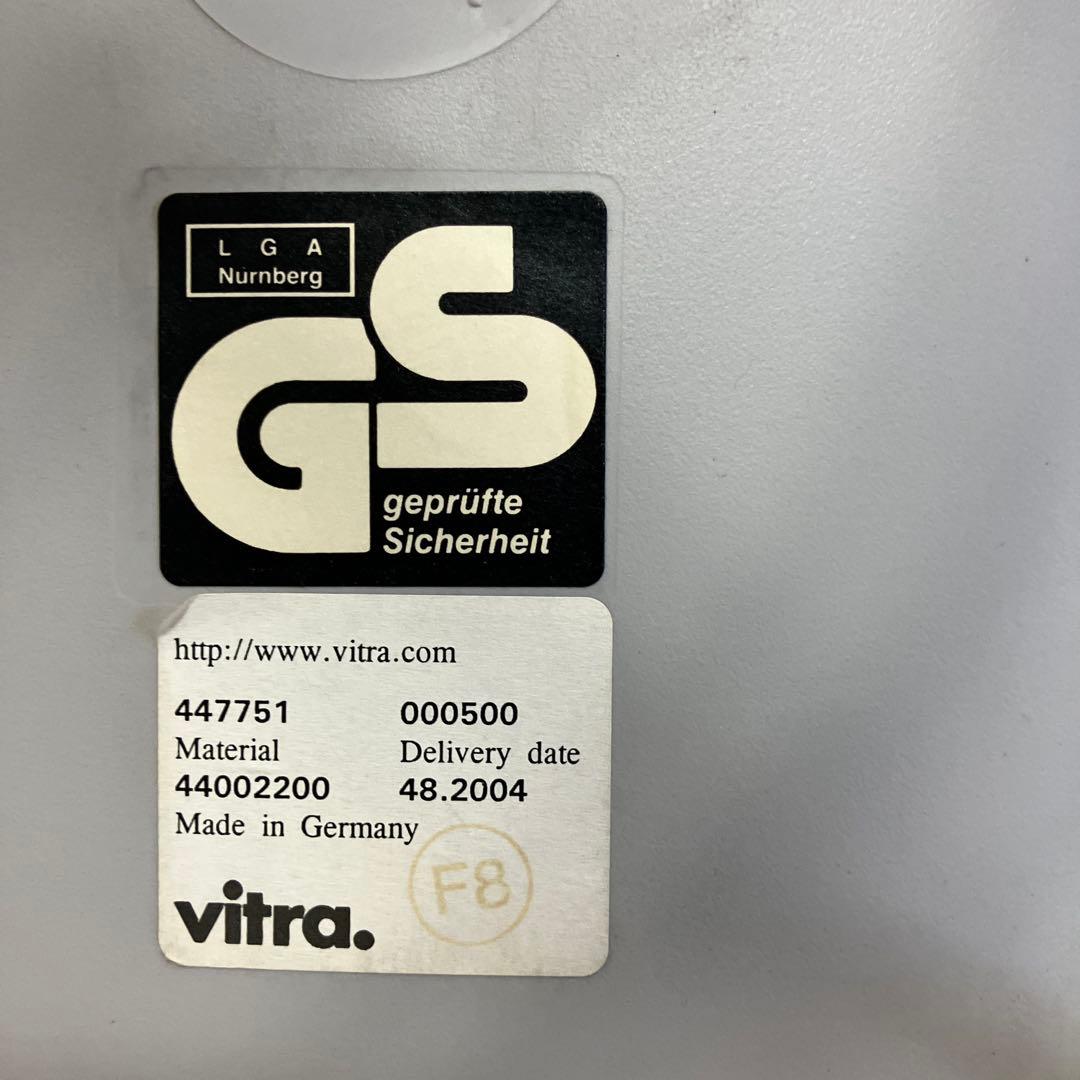 L G A
Nürnberg
GS
geprüfte
Sicherheit
http://www.vitra.com
447751 000500
Material Delivery date
44002200 48.2004
Made in Germany
F8
vitra.